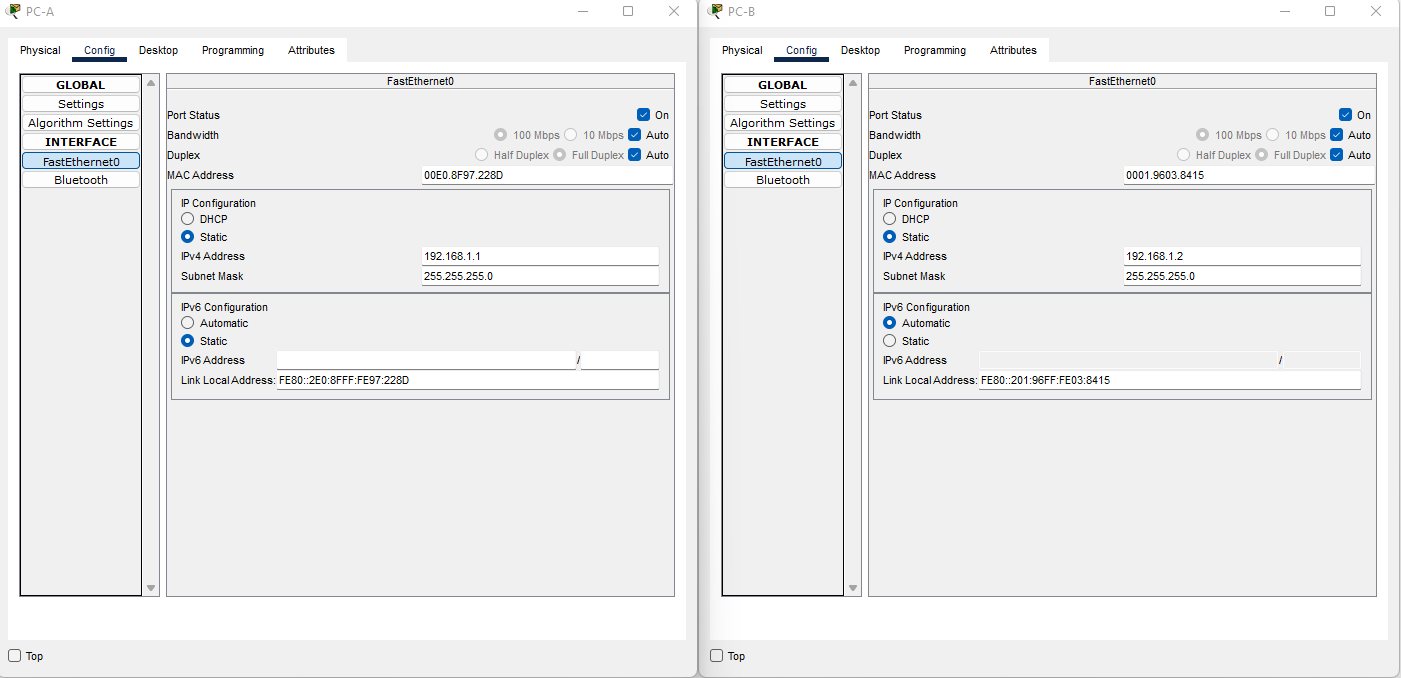 PC-A
Physical Config Desktop Programming Attributes
GLOBAL
Settings
Algorithm Settings
INTERFACE
FastEthernet0
Bluetooth
FastEthernet0
Port Status On
Bandwidth 100 Mbps 10 Mbps Auto
Duplex Half Duplex Full Duplex Auto
MAC Address 00E0.8F97.228D
IP Configuration
DHCP
Static
IPv4 Address 192.168.1.1
Subnet Mask 255.255.255.0
IPv6 Configuration
Automatic
Static
IPv6 Address /
Link Local Address: FE80::2E0:8FFF:FE97:228D
Top
PC-B
Physical Config Desktop Programming Attributes
GLOBAL
Settings
Algorithm Settings
INTERFACE
FastEthernet0
Bluetooth
FastEthernet0
Port Status On
Bandwidth 100 Mbps 10 Mbps Auto
Duplex Half Duplex Full Duplex Auto
MAC Address 0001.9603.8415
IP Configuration
DHCP
Static
IPv4 Address 192.168.1.2
Subnet Mask 255.255.255.0
IPv6 Configuration
Automatic
Static
IPv6 Address /
Link Local Address: FE80::201:96FF:FE03:8415
Top